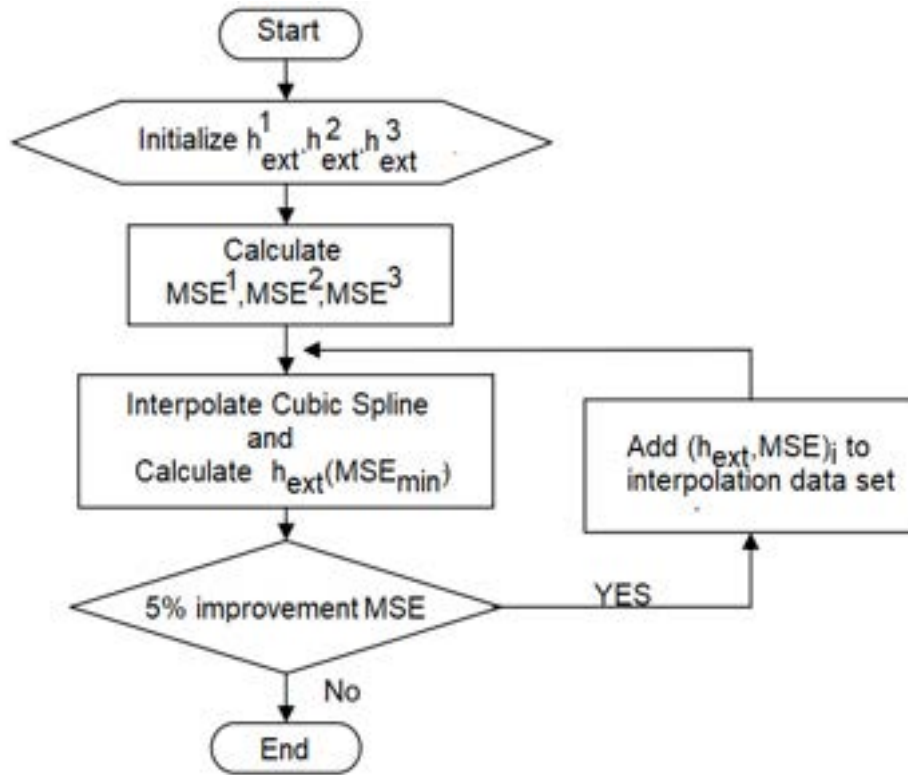 Start
Initialize h¹ext,h²ext,h³ext
Calculate
MSE¹,MSE²,MSE³
Interpolate Cubic Spline
and
Calculate hext(MSEmin)
Add (hext,MSE)i to
interpolation data set
5% improvement MSE
YES
No
End